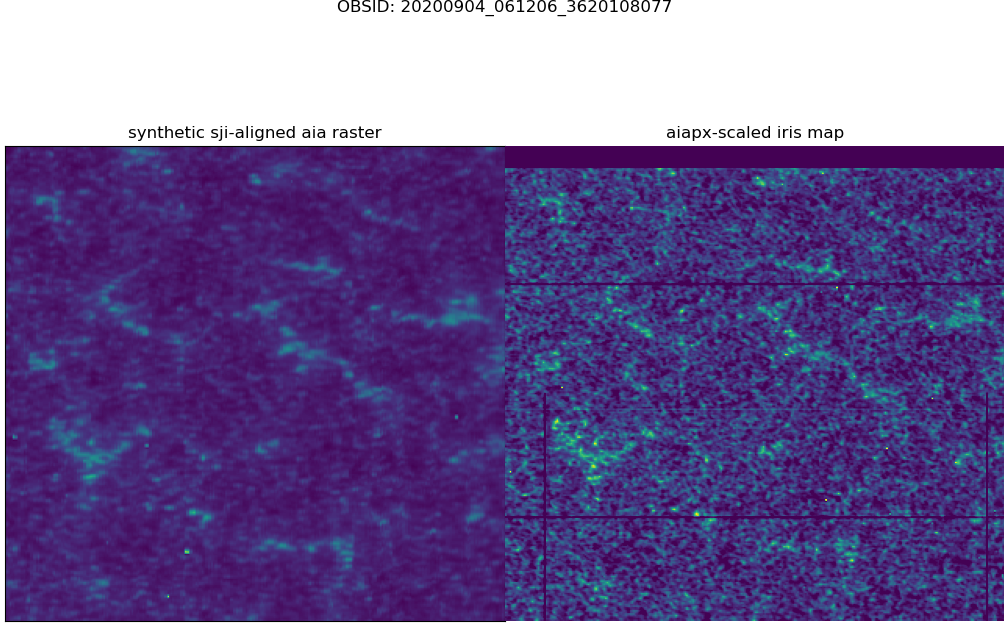 OBSID: 20200904_061206_3620108077
synthetic sji-aligned aia raster
aiapx-scaled iris map